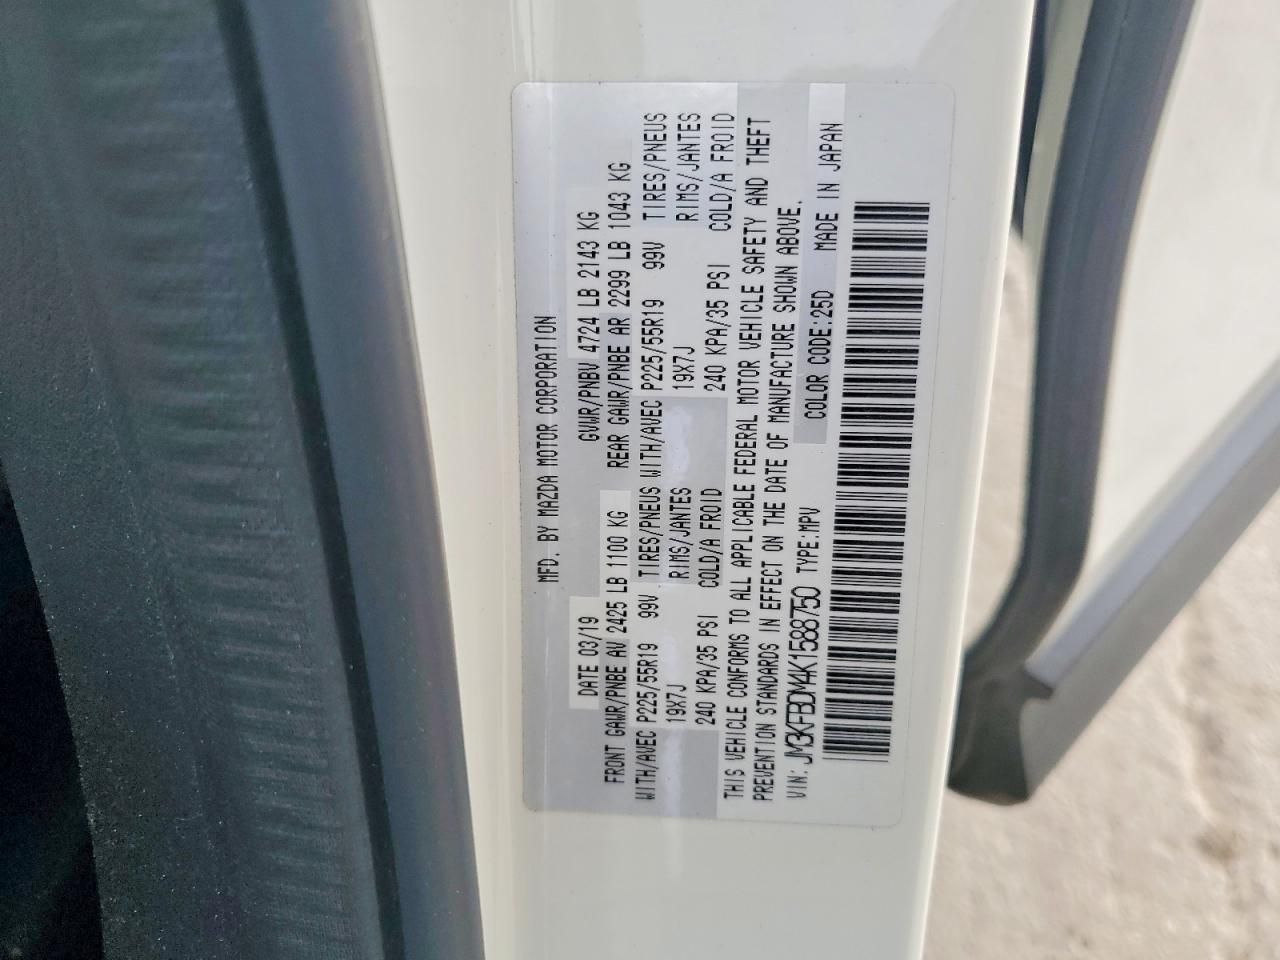 MFD. BY MAZDA MOTOR CORPORATION
DATE 03/19 GVWR/PNBV 4724 LB 2143 KG
FRONT GAWR/PNBE AV 2425 LB 1100 KG REAR GAWR/PNBE AR 2299 LB 1043 KG
WITH/AVEC P225/55R19 99V TIRES/PNEUS WITH/AVEC P225/55R19 99V TIRES/PNEUS
19X7J RIMS/JANTES 19X7J RIMS/JANTES
240 KPA/35 PSI COLD/A FROID 240 KPA/35 PSI COLD/A FROID
THIS VEHICLE CONFORMS TO ALL APPLICABLE FEDERAL MOTOR VEHICLE SAFETY AND THEFT
PREVENTION STANDARDS IN EFFECT ON THE DATE OF MANUFACTURE SHOWN ABOVE.
VIN: JM3KFBDM4K1588750 TYPE:MPV COLOR CODE:25D MADE IN JAPAN